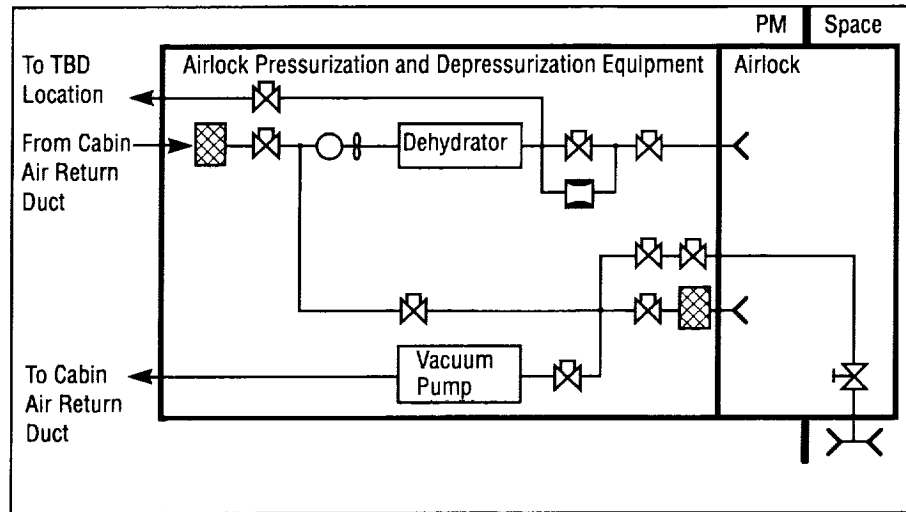 PM
Space
To TBD
Location
Airlock Pressurization and Depressurization Equipment
Airlock
From Cabin
Air Return
Duct
Dehydrator
Vacuum
Pump
To Cabin
Air Return
Duct